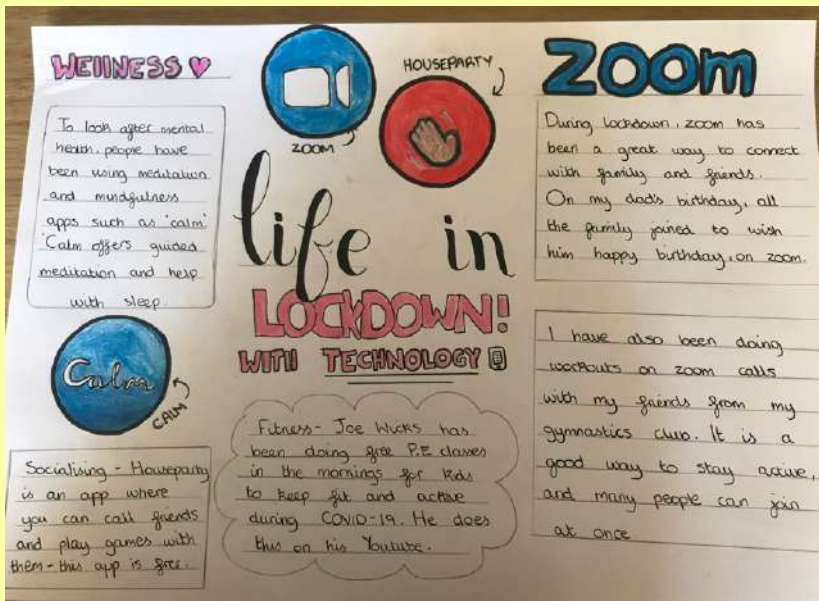 WEllNESS
To look after mental
health, people have
been using meditation
and mindfulness
apps such as 'calm'
'Calm offers guided
meditation and help
with sleep.
Calm
CALM
Socialising - Houseparty
is an app where
you can call friends
and play games with
them - this app is free.
ZOOM
HOUSEPARTY
life in
LOCKDOWN!
WITH TECHNOLOGY
Fitness - Joe Wicks has
been doing free P.E classes
in the mornings for kids
to keep fit and active
during COVID-19. He does
this on his Youtube.
ZOOM
During lockdown, zoom has
been a great way to connect
with family and friends.
On my dad's birthday, all
the family joined to wish
him happy birthday, on zoom.
I have also been doing
workouts on zoom calls
with my friends from my
gymnastics club. It is a
good way to stay active,
and many people can join
at once